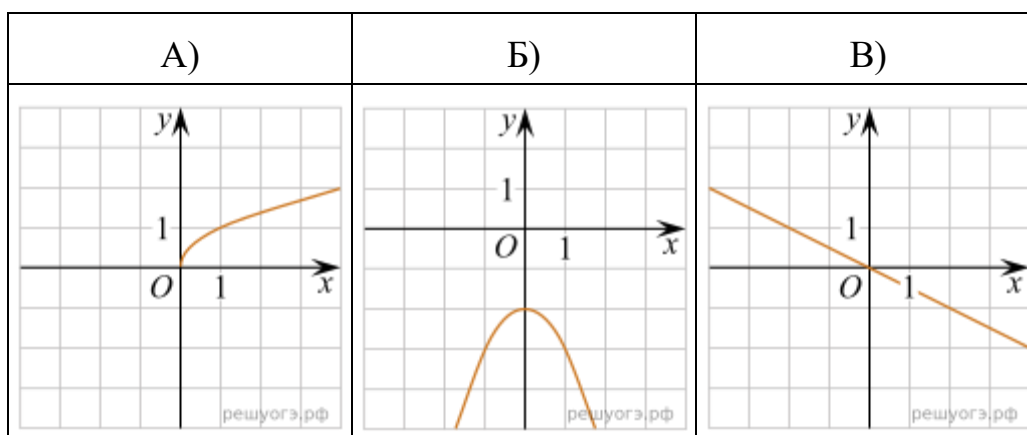 А) Б) В)
y
1
O 1 x
решуогэ.рф
y
1
O 1 x
решуогэ.рф
y
1
O 1 x
решуогэ.рф